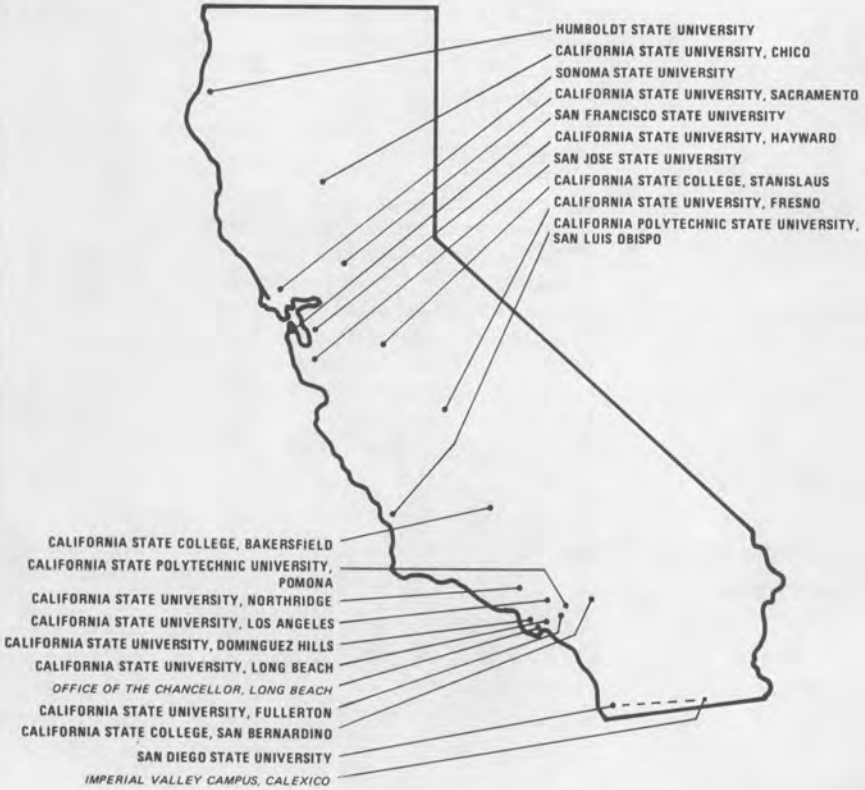 HUMBOLDT STATE UNIVERSITY
CALIFORNIA STATE UNIVERSITY, CHICO
SONOMA STATE UNIVERSITY
CALIFORNIA STATE UNIVERSITY, SACRAMENTO
SAN FRANCISCO STATE UNIVERSITY
CALIFORNIA STATE UNIVERSITY, HAYWARD
SAN JOSE STATE UNIVERSITY
CALIFORNIA STATE COLLEGE, STANISLAUS
CALIFORNIA STATE UNIVERSITY, FRESNO
CALIFORNIA POLYTECHNIC STATE UNIVERSITY,
SAN LUIS OBISPO
CALIFORNIA STATE COLLEGE, BAKERSFIELD
CALIFORNIA STATE POLYTECHNIC UNIVERSITY,
POMONA
CALIFORNIA STATE UNIVERSITY, NORTHRIDGE
CALIFORNIA STATE UNIVERSITY, LOS ANGELES
CALIFORNIA STATE UNIVERSITY, DOMINGUEZ HILLS
CALIFORNIA STATE UNIVERSITY, LONG BEACH
OFFICE OF THE CHANCELLOR, LONG BEACH
CALIFORNIA STATE UNIVERSITY, FULLERTON
CALIFORNIA STATE COLLEGE, SAN BERNARDINO
SAN DIEGO STATE UNIVERSITY
IMPERIAL VALLEY CAMPUS, CALEXICO